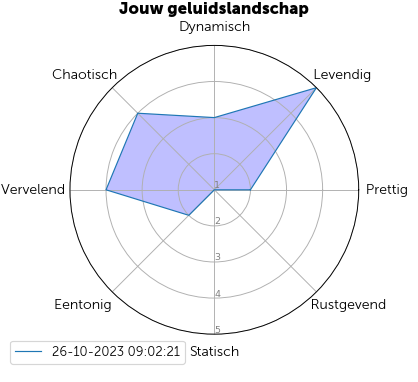 Jouw geluidslandschap
Dynamisch
Chaotisch
Levendig
Vervelend
1
Prettig
2
3
Eentonig
4
Rustgevend
5
26-10-2023 09:02:21
Statisch